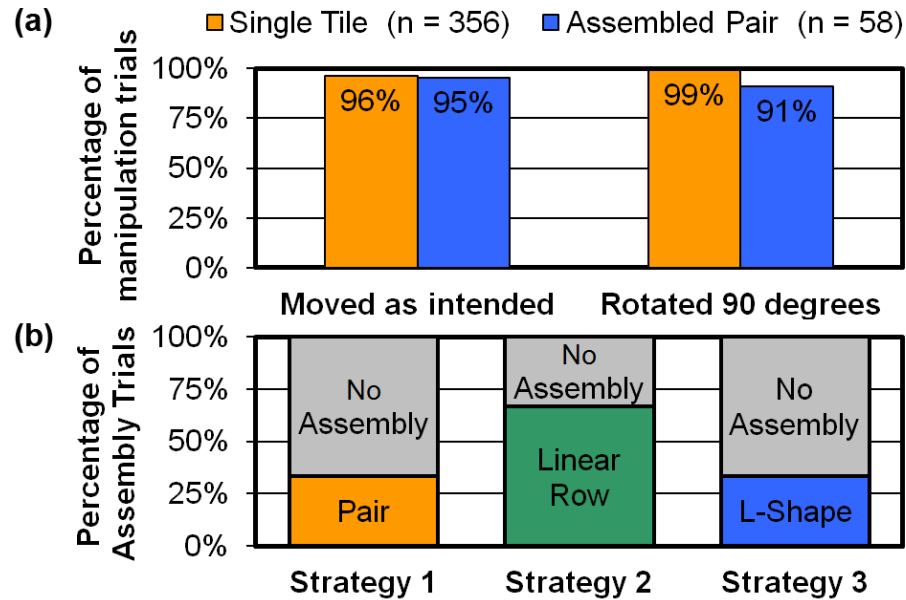 (a)
Single Tile (n = 356) Assembled Pair (n = 58)
Percentage of
manipulation trials
100%
75%
50%
25%
0%
96%
95%
99%
91%
Moved as intended
Rotated 90 degrees
(b)
Percentage of
Assembly Trials
100%
75%
50%
25%
0%
No
Assembly
Pair
No
Assembly
Linear
Row
No
Assembly
L-Shape
Strategy 1
Strategy 2
Strategy 3